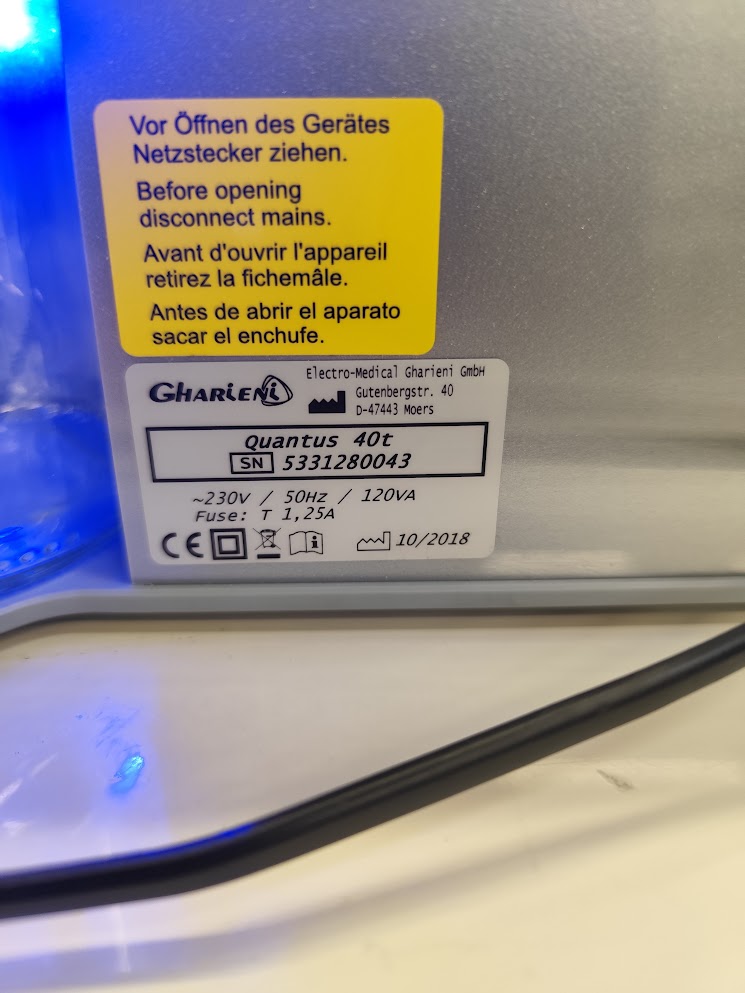 Vor Öffnen des Gerätes
Netzstecker ziehen.
Before opening
disconnect mains.
Avant d'ouvrir l'appareil
retirez la fichemâle.
Antes de abrir el aparato
sacar el enchufe.
GHARIENI
Electro-Medical Gharieni GmbH
Gutenbergstr. 40
D-47443 Moers
Quantus 40t
SN 5331280043
~230V / 50Hz / 120VA
Fuse: T 1,25A
CE 10/2018